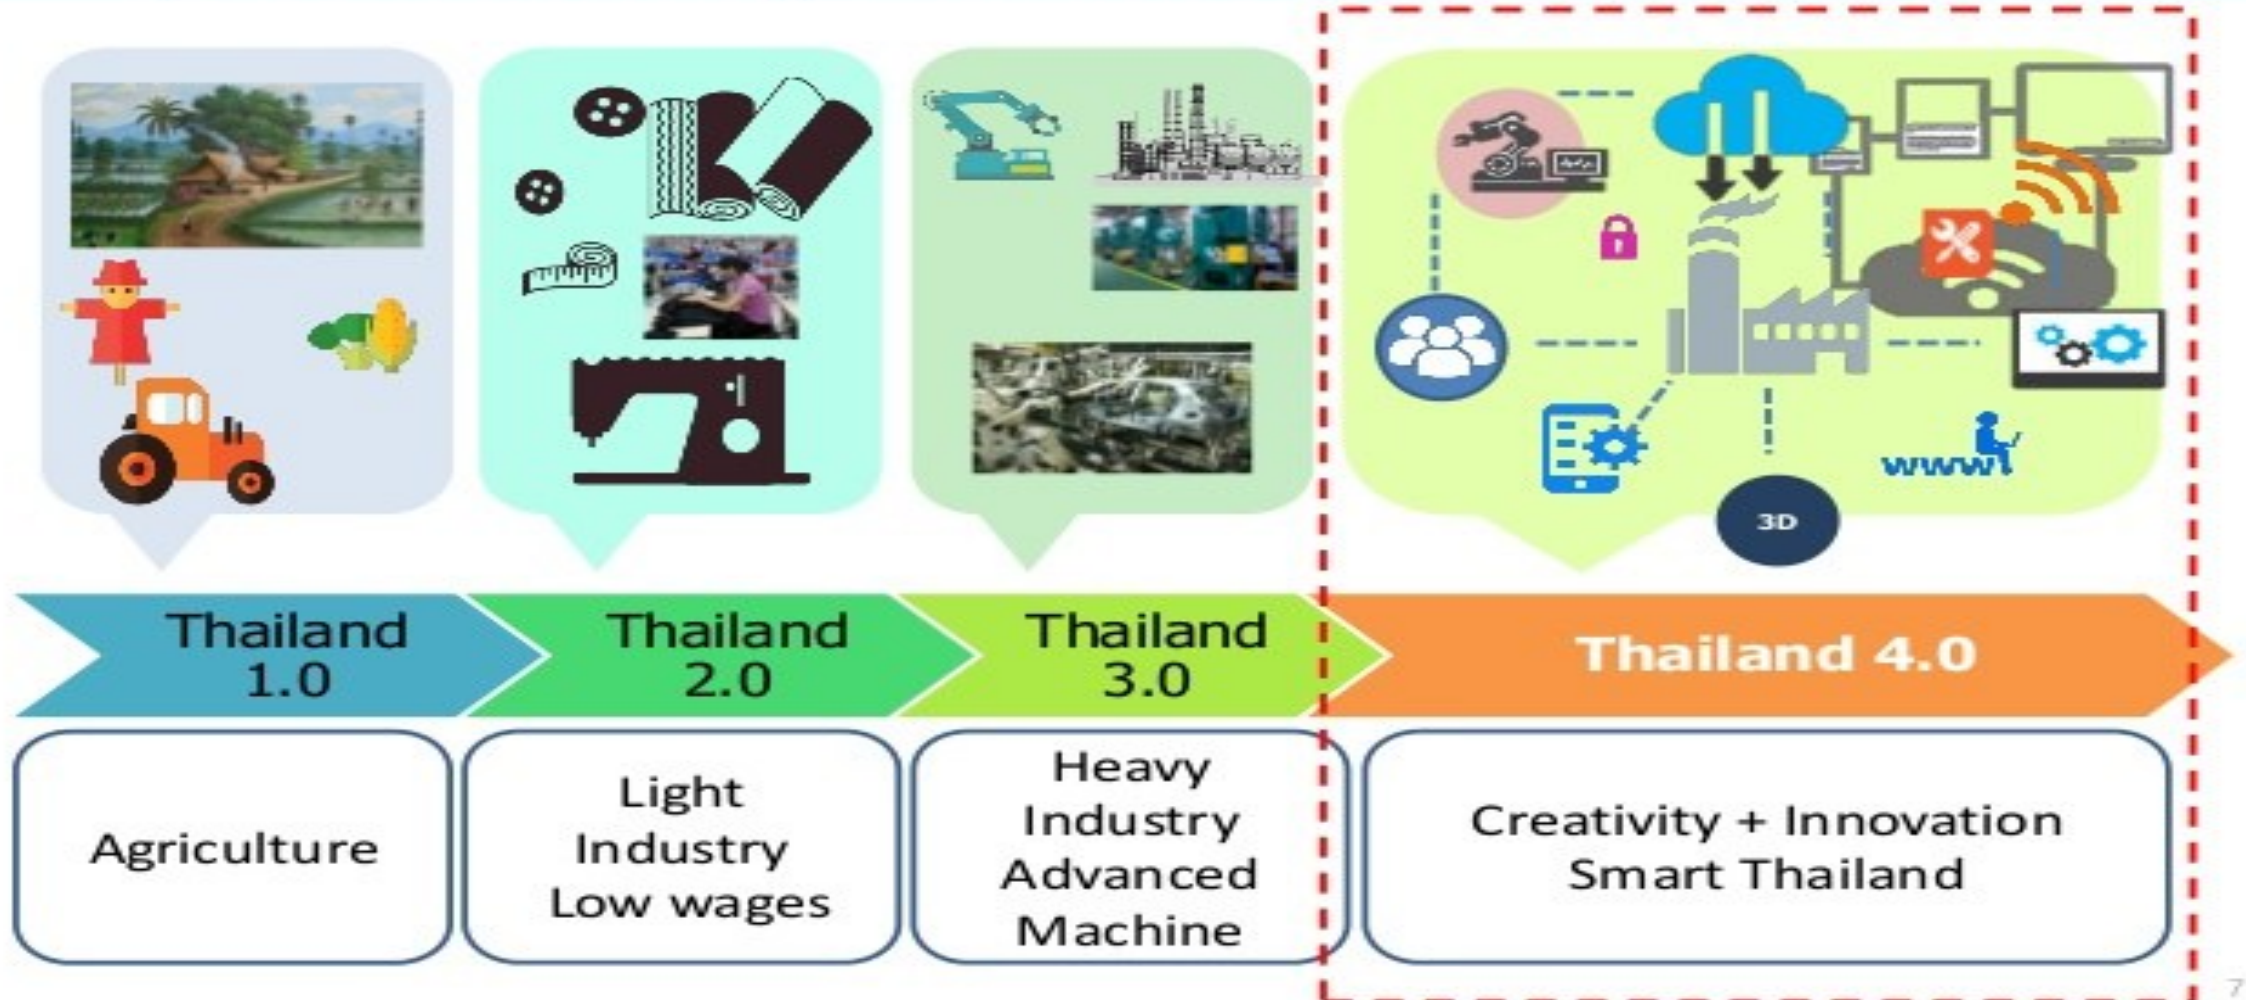 3D
www
Thailand
1.0
Thailand
2.0
Thailand
3.0
Thailand 4.0
Agriculture
Light
Industry
Low wages
Heavy
Industry
Advanced
Machine
Creativity + Innovation
Smart Thailand
7